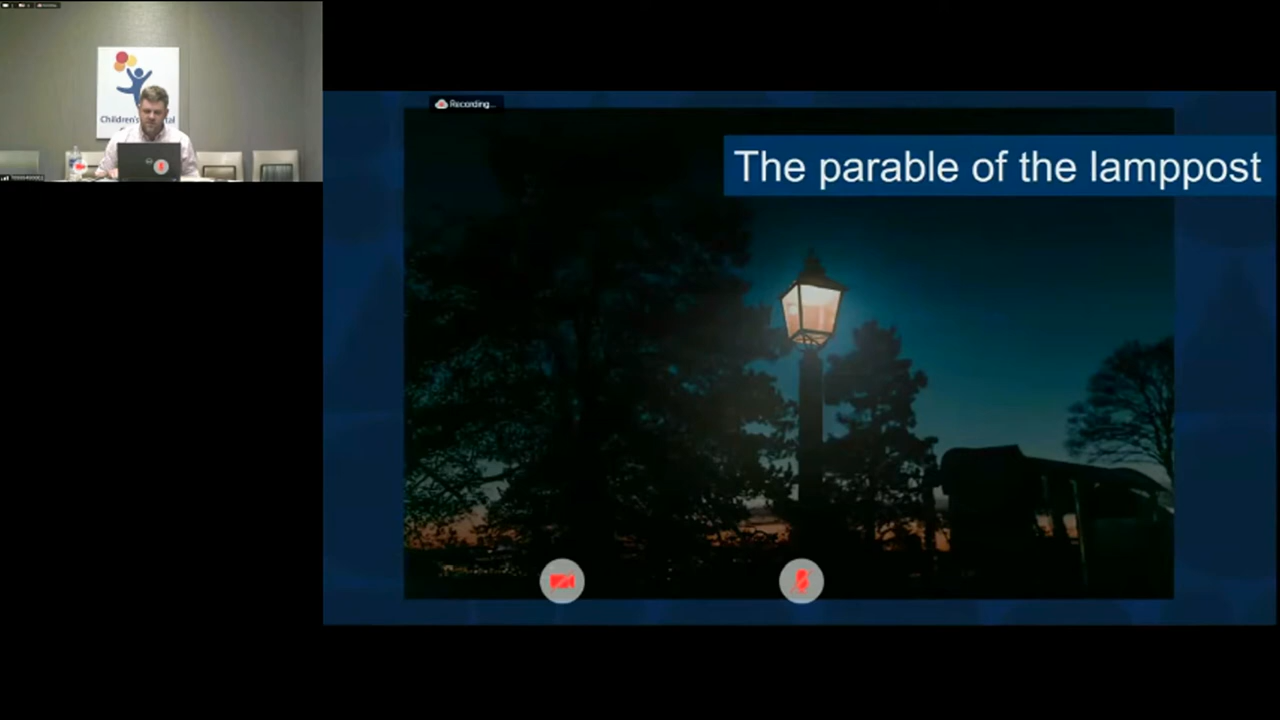 Recording...
The parable of the lamppost
Children's